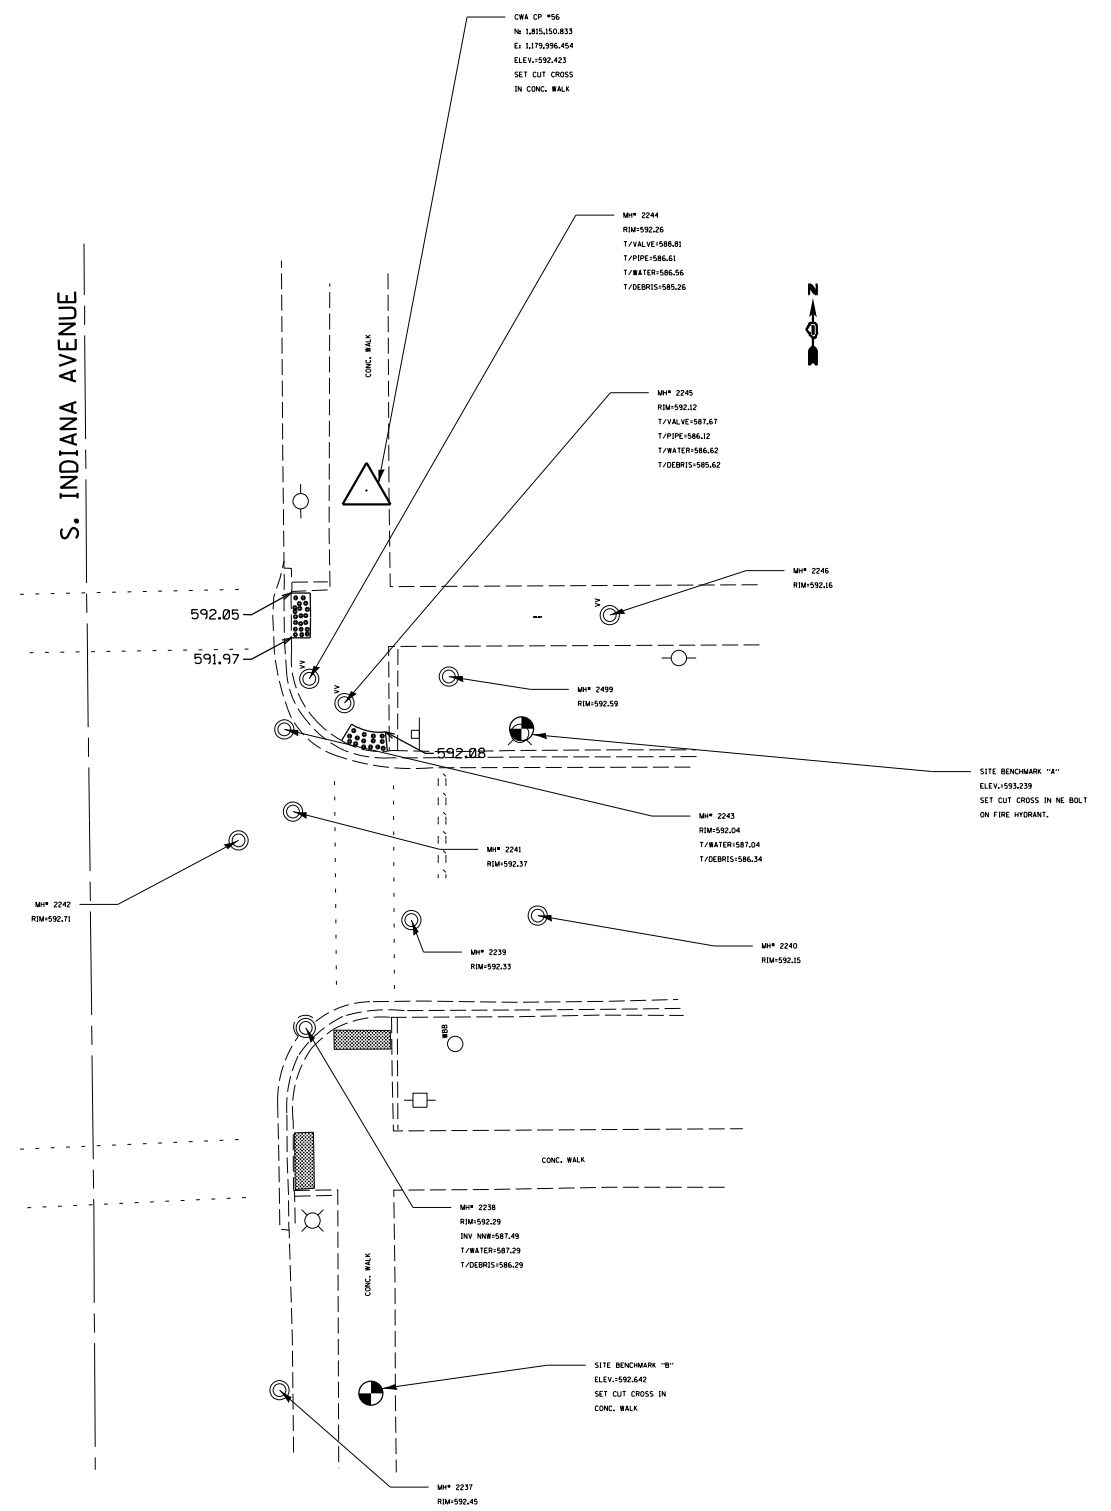 CWA CP #56
N: 1,815,150.833
E: 1,179,996.454
ELEV.=592.423
SET CUT CROSS
IN CONC. WALK
MH# 2244
RIM=592.26
T/VALVE=588.81
T/PIPE=586.61
T/WATER=586.56
T/DEBRIS=585.26
S. INDIANA AVENUE
N
CONC. WALK
MH# 2245
RIM=592.12
T/VALVE=587.67
T/PIPE=586.12
T/WATER=586.62
T/DEBRIS=585.62
MH# 2246
RIM=592.16
VV
592.05
591.97
VV
VV
MH# 2499
RIM=592.59
592.08
SITE BENCHMARK "A"
ELEV.=593.239
SET CUT CROSS IN NE BOLT
ON FIRE HYDRANT.
MH# 2243
RIM=592.04
T/WATER=587.04
T/DEBRIS=586.34
MH# 2241
RIM=592.37
MH# 2242
RIM=592.71
MH# 2239
RIM=592.33
MH# 2240
RIM=592.15
WBB
CONC. WALK
MH# 2238
RIM=592.29
INV NNW=587.49
T/WATER=587.29
T/DEBRIS=586.29
CONC. WALK
SITE BENCHMARK "B"
ELEV.=592.642
SET CUT CROSS IN
CONC. WALK
MH# 2237
RIM=592.45